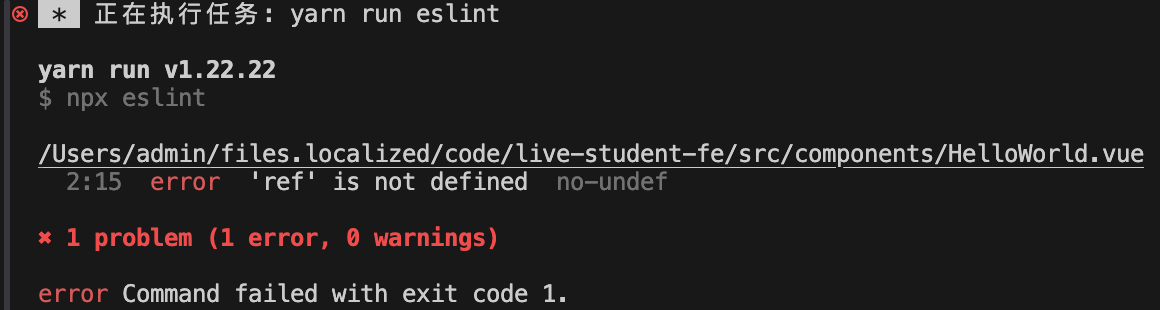 * 正在执行任务: yarn run eslint
yarn run v1.22.22
$ npx eslint
/Users/admin/files.localized/code/live-student-fe/src/components/HelloWorld.vue
2:15 error 'ref' is not defined no-undef
✖ 1 problem (1 error, 0 warnings)
error Command failed with exit code 1.